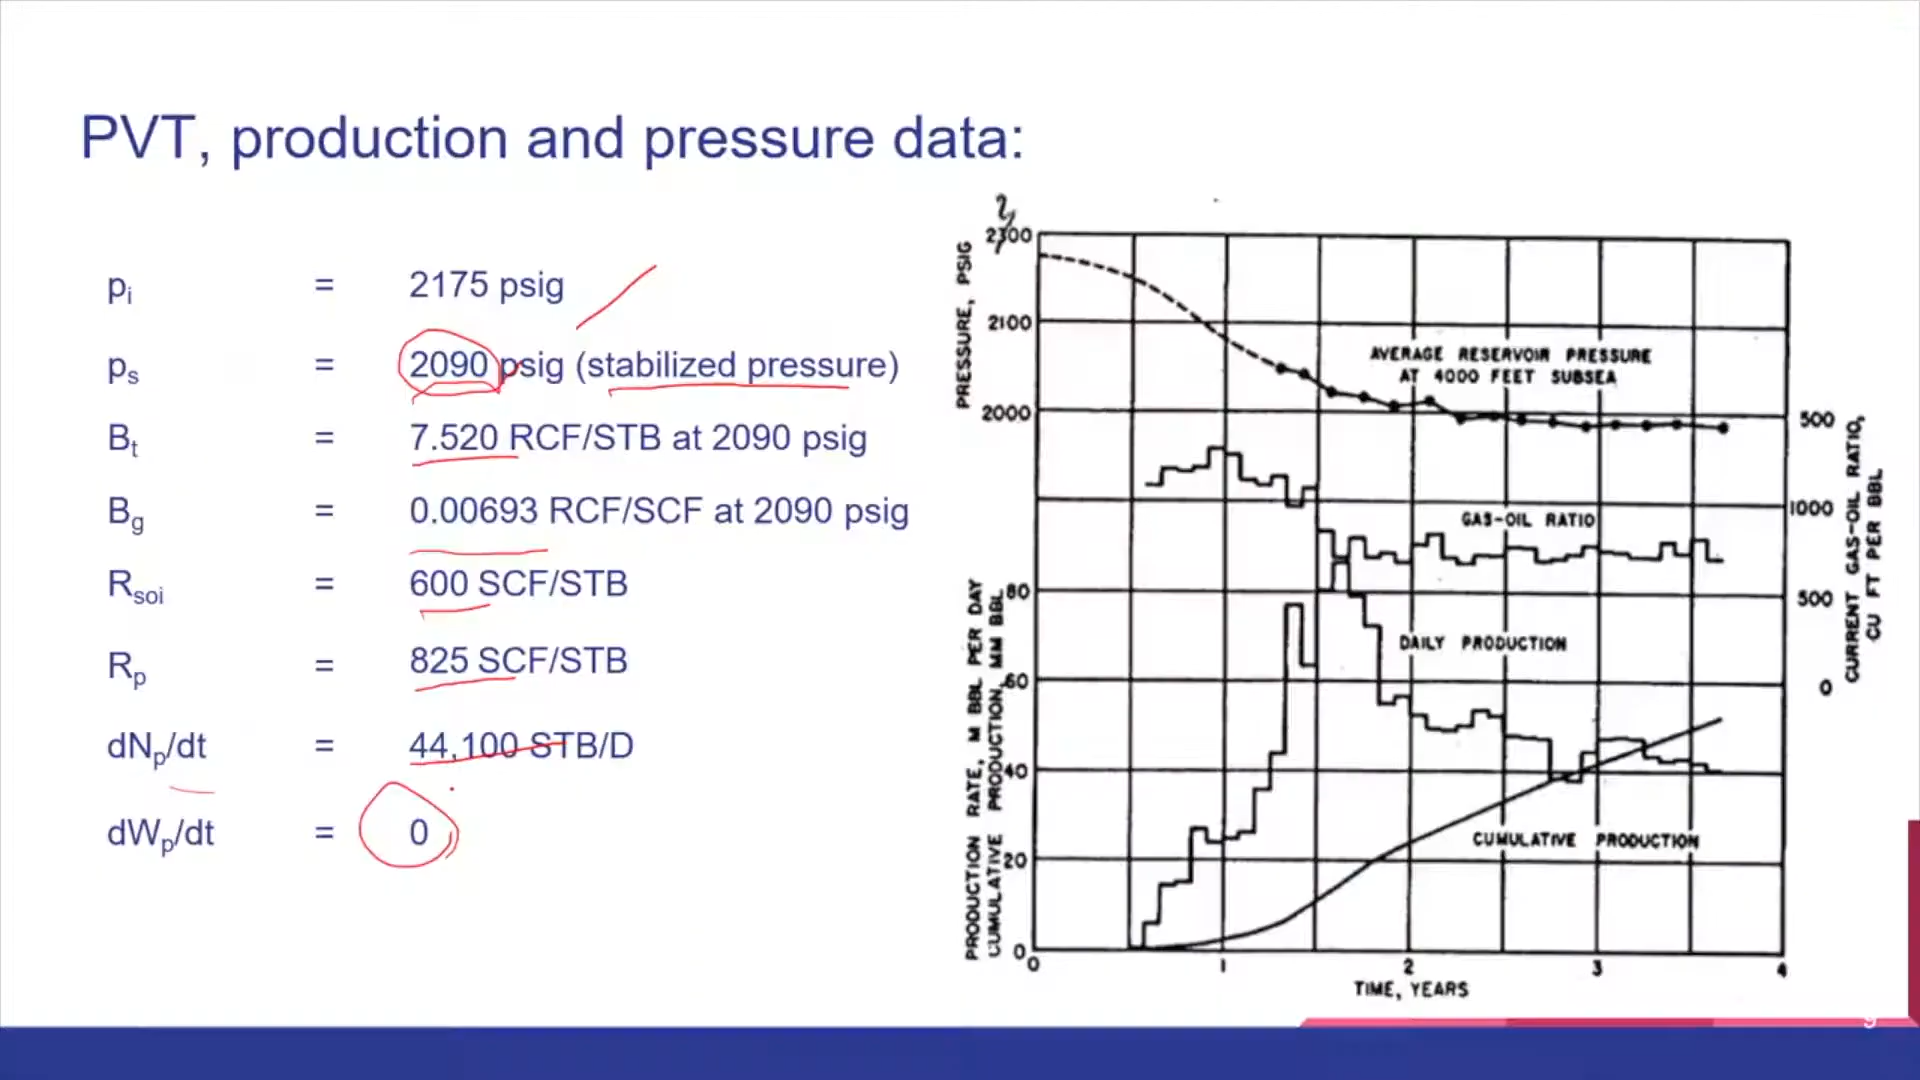 PVT, production and pressure data:
pi = 2175 psig
ps = 2090 psig (stabilized pressure)
Bt = 7.520 RCF/STB at 2090 psig
Bg = 0.00693 RCF/SCF at 2090 psig
Rsoi = 600 SCF/STB
Rp = 825 SCF/STB
dNp/dt = 44,100 STB/D
dWp/dt = 0
PRESSURE, PSIG
2300
2100
2000
AVERAGE RESERVOIR PRESSURE
AT 4000 FEET SUBSEA
GAS-OIL RATIO
DAILY PRODUCTION
CUMULATIVE PRODUCTION
PRODUCTION RATE, M BBL PER DAY
CUMULATIVE PRODUCTION, MM BBL
80
60
40
20
0
500
1000
500
0
CURRENT GAS-OIL RATIO,
CU FT PER BBL
0 1 2 3 4
TIME, YEARS